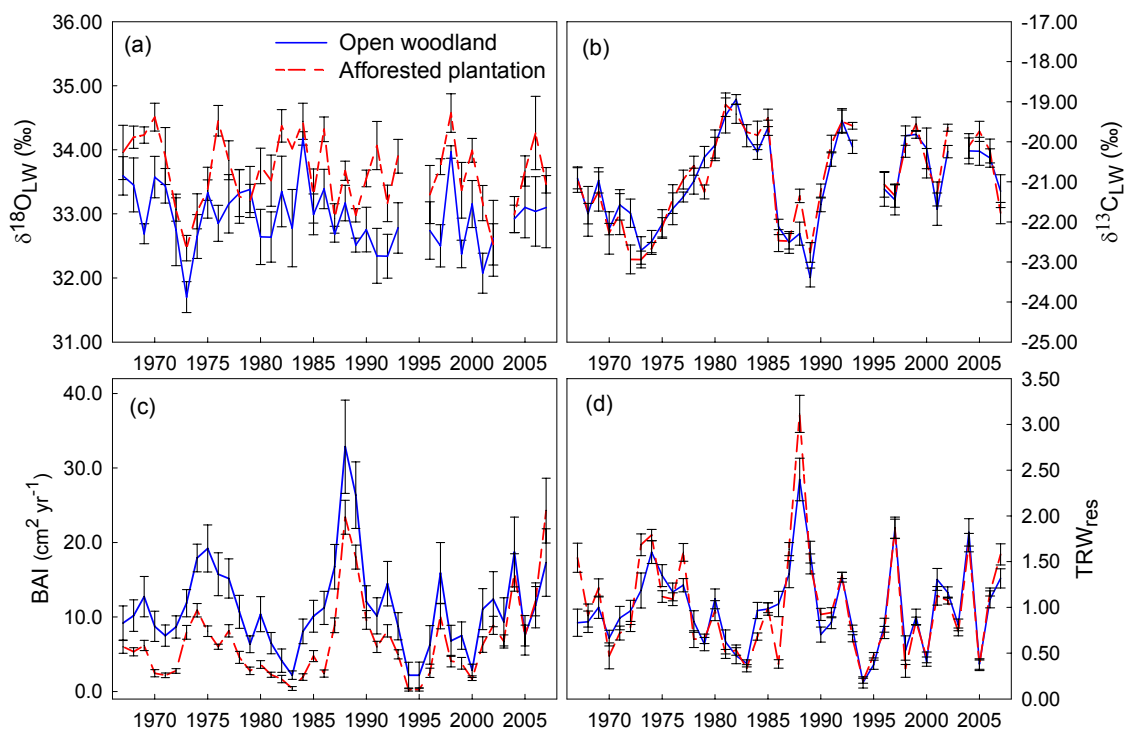 36.00
35.00
34.00
33.00
32.00
31.00
δ18OLW (‰)
(a)
Open woodland
Afforested plantation
1970 1975 1980 1985 1990 1995 2000 2005
(b)
-17.00
-18.00
-19.00
-20.00
-21.00
-22.00
-23.00
-24.00
-25.00
δ13CLW (‰)
1970 1975 1980 1985 1990 1995 2000 2005
40.0
30.0
20.0
10.0
0.0
BAI (cm2 yr-1)
(c)
1970 1975 1980 1985 1990 1995 2000 2005
(d)
3.50
3.00
2.50
2.00
1.50
1.00
0.50
0.00
TRWres
1970 1975 1980 1985 1990 1995 2000 2005